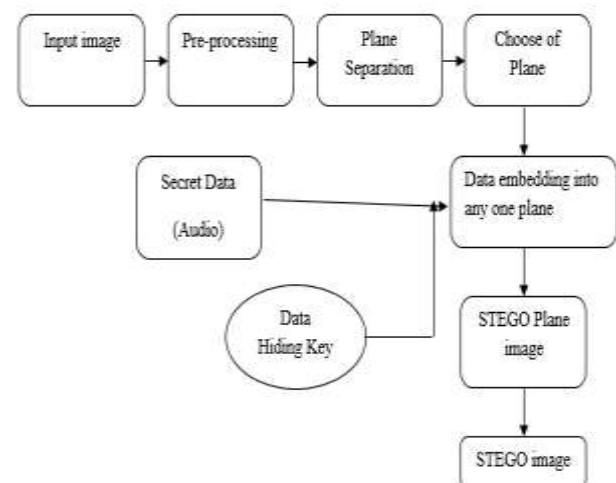 Input image
Pre-processing
Plane
Separation
Choose of
Plane
Secret Data
(Audio)
Data embedding into
any one plane
Data
Hiding Key
STEGO Plane
image
STEGO image